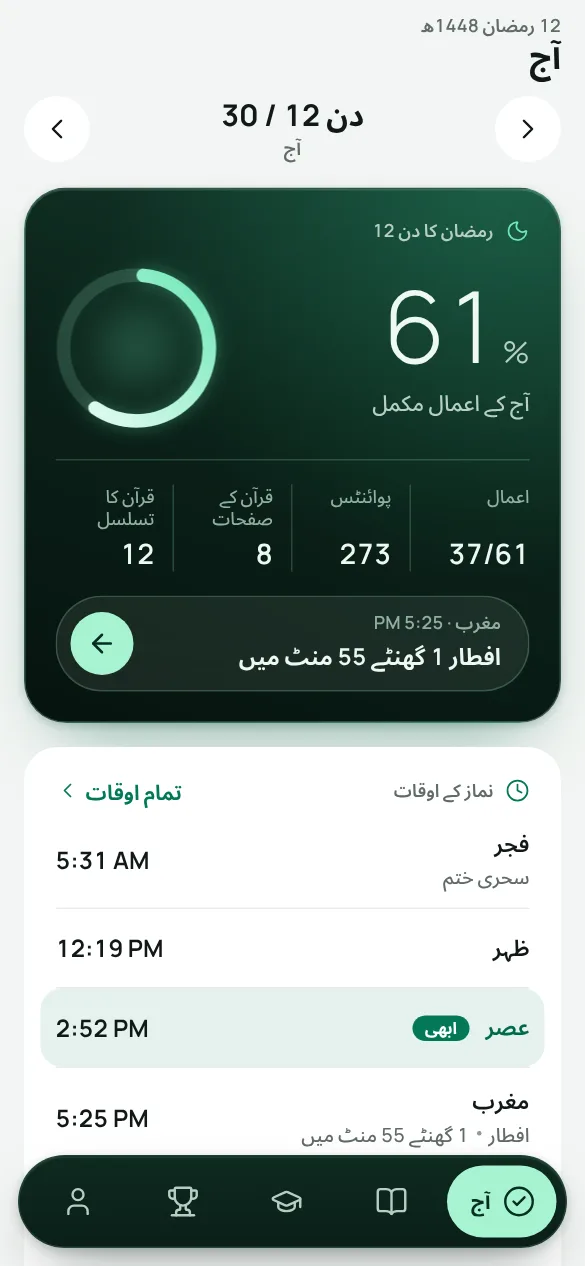 12 رمضان 1448ھ
آج
دن 12 / 30
آج
رمضان کا دن 12
61%
آج کے اعمال مکمل
اعمال
37/61
پوائنٹس
273
قرآن کے
صفحات
8
قرآن کا
تسلسل
12
مغرب · 5:25 PM
افطار 1 گھنٹے 55 منٹ میں
نماز کے اوقات
تمام اوقات
فجر
سحری ختم
5:31 AM
ظہر
12:19 PM
عصر
ابھی
2:52 PM
مغرب
افطار • 1 گھنٹے 55 منٹ میں
5:25 PM
آج